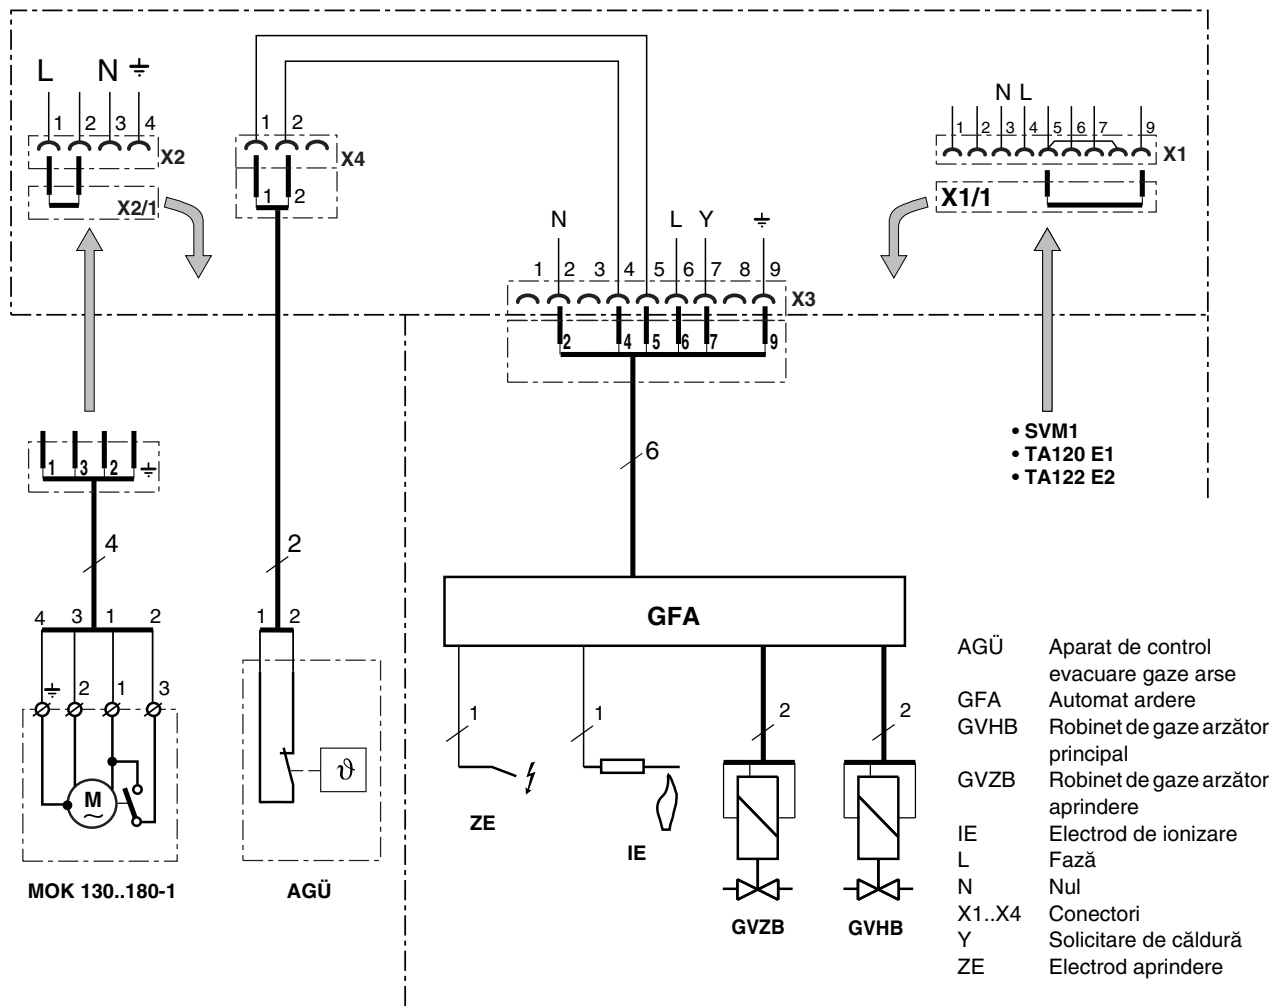 L N
1 2 3 4
X2
X2/1
1 2
X4
1 2
N L
1 2 3 4 5 6 7 9
X1
X1/1
N L Y
1 2 3 4 5 6 7 8 9
X3
2 4 5 6 7 9
• SVM1
• TA120 E1
• TA122 E2
1 3 2
6
4
2
4 3 1 2
1 2
2 1 3
M
~
ϑ
MOK 130..180-1
AGÜ
GFA
1 1 2 2
ZE
IE
GVZB
GVHB
AGÜ Aparat de control
evacuare gaze arse
GFA Automat ardere
GVHB Robinet de gaze arzător
principal
GVZB Robinet de gaze arzător
aprindere
IE Electrod de ionizare
L Fază
N Nul
X1..X4 Conectori
Y Solicitare de căldură
ZE Electrod aprindere